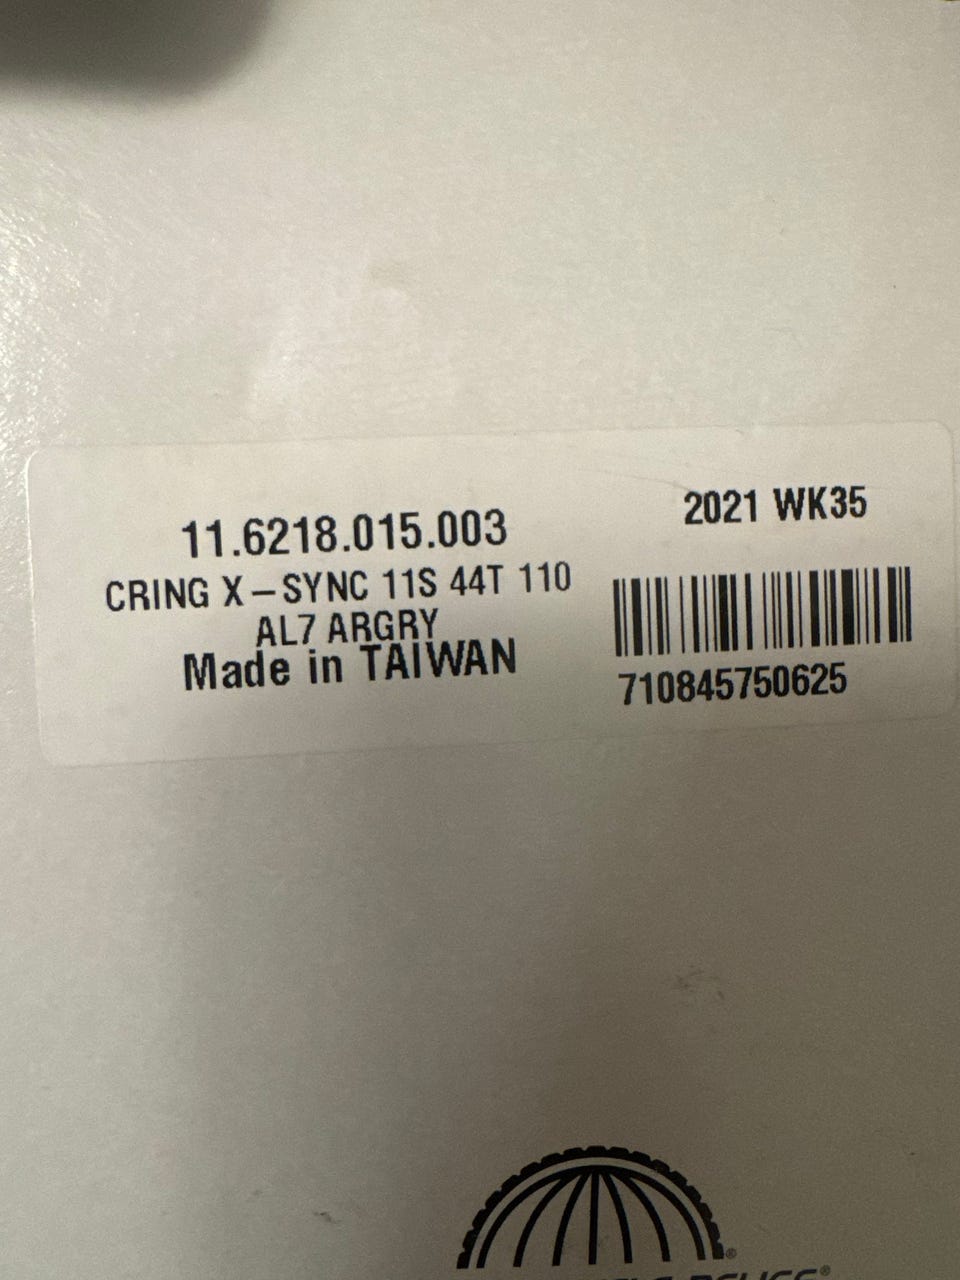 11.6218.015.003
2021 WK35
CRING X-SYNC 11S 44T 110
AL7 ARGRY
Made in TAIWAN
710845750625
®
®